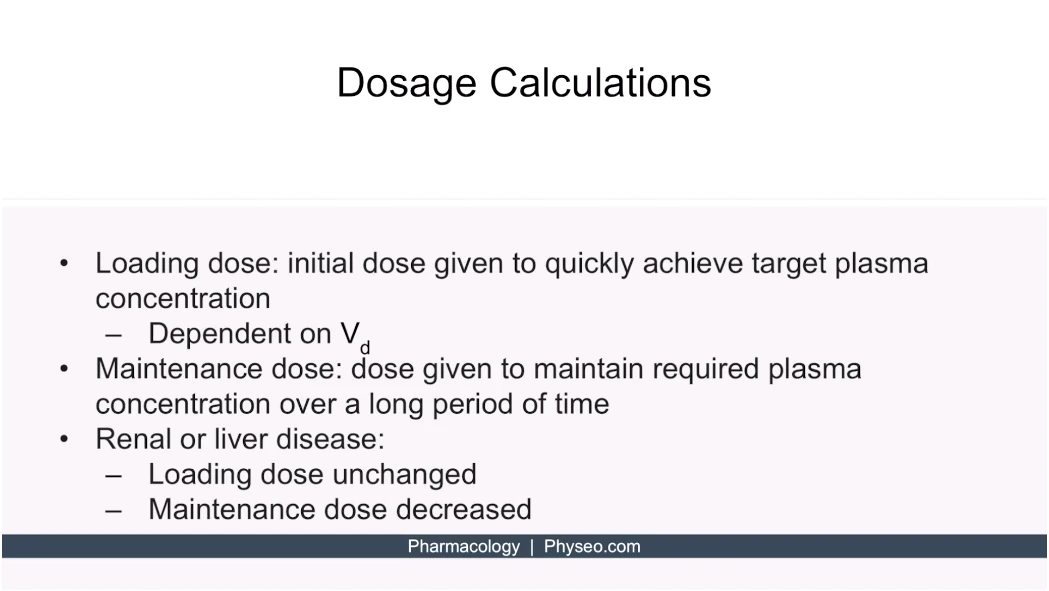 Dosage Calculations
• Loading dose: initial dose given to quickly achieve target plasma
concentration
– Dependent on Vd
• Maintenance dose: dose given to maintain required plasma
concentration over a long period of time
• Renal or liver disease:
– Loading dose unchanged
– Maintenance dose decreased
Pharmacology | Physeo.com